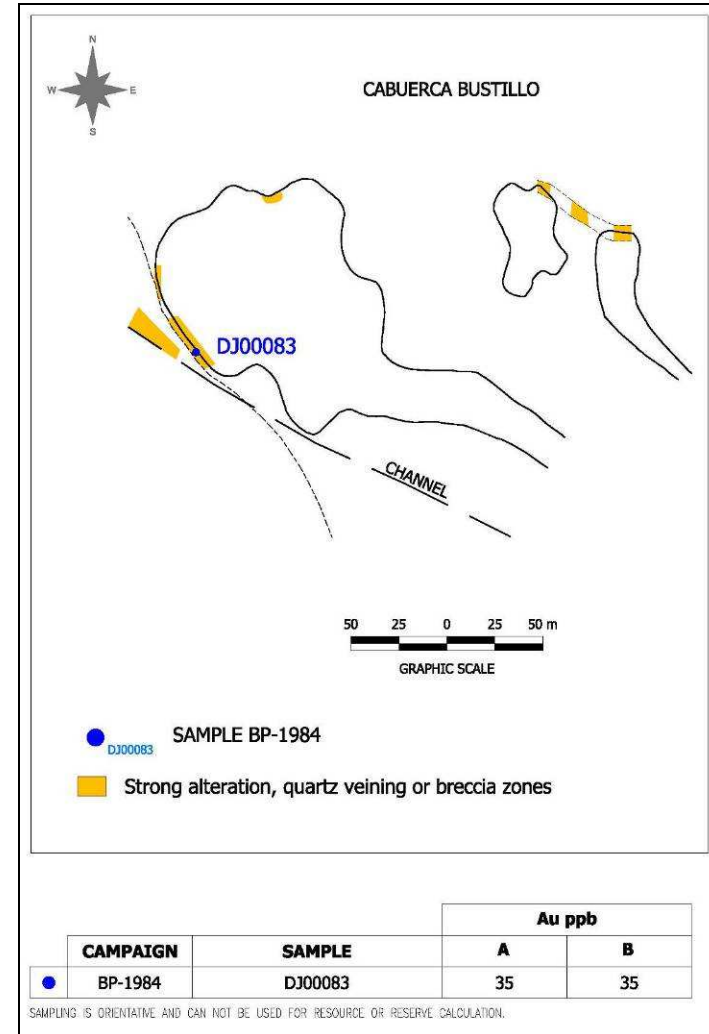 N
CABUERCA BUSTILLO
W E
S
DJ00083
CHANNEL
50 25 0 25 50 m
GRAPHIC SCALE
SAMPLE BP-1984
DJ00083
Strong alteration, quartz veining or breccia zones
Au ppb
CAMPAIGN SAMPLE A B
BP-1984 DJ00083 35 35
SAMPLING IS ORIENTATIVE AND CAN NOT BE USED FOR RESOURCE OR RESERVE CALCULATION.